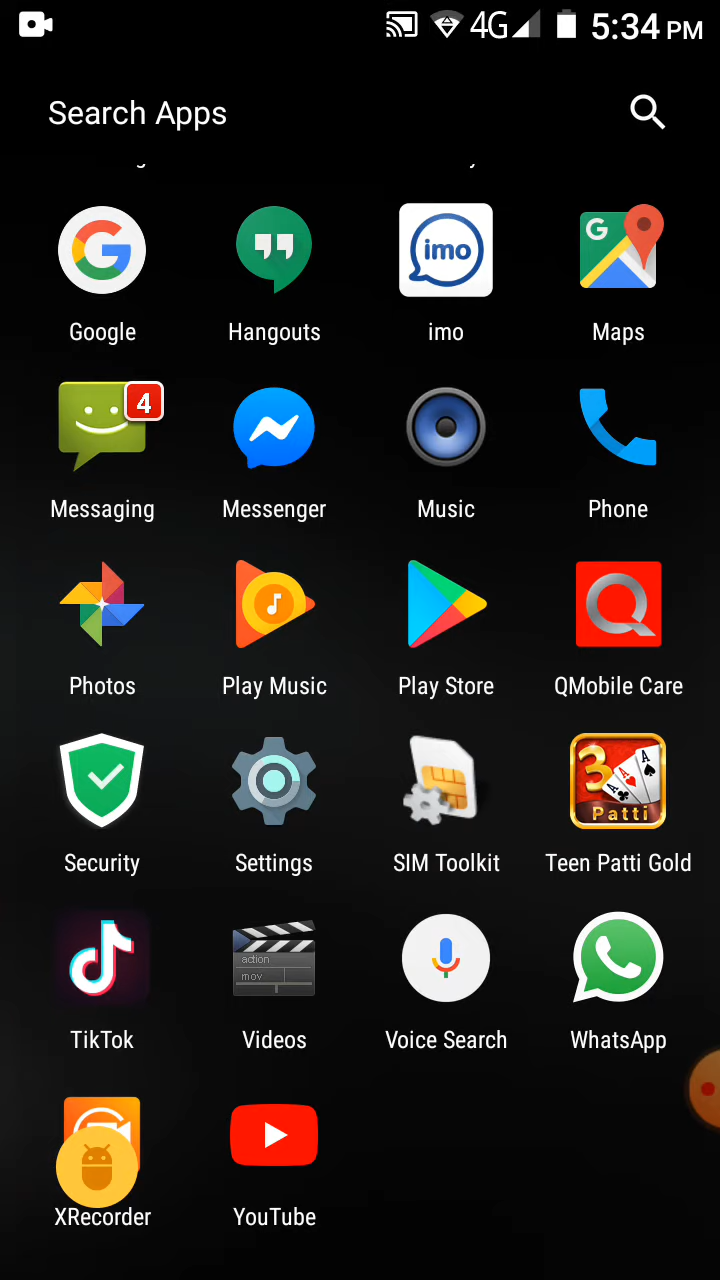 4G 5:34 PM
Search Apps
G
imo
G
Google Hangouts imo Maps
4
Messaging Messenger Music Phone
Photos Play Music Play Store QMobile Care
3 A A A
Patti
action
mov
Security Settings SIM Toolkit Teen Patti Gold
TikTok Videos Voice Search WhatsApp
XRecorder YouTube